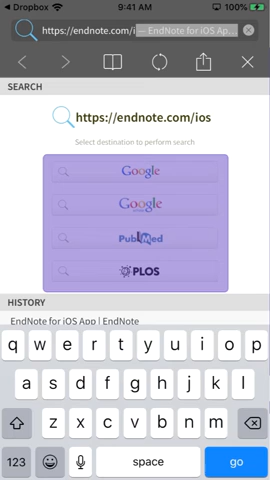 Dropbox 9:41 AM 100%
https://endnote.com/i — EndNote for iOS Ap...
SEARCH
https://endnote.com/ios
Select destination to perform search
Google
Google
PubMed
PLOS
HISTORY
EndNote for iOS App | EndNote
q w e r t y u i o p
a s d f g h j k l
z x c v b n m
123 space go